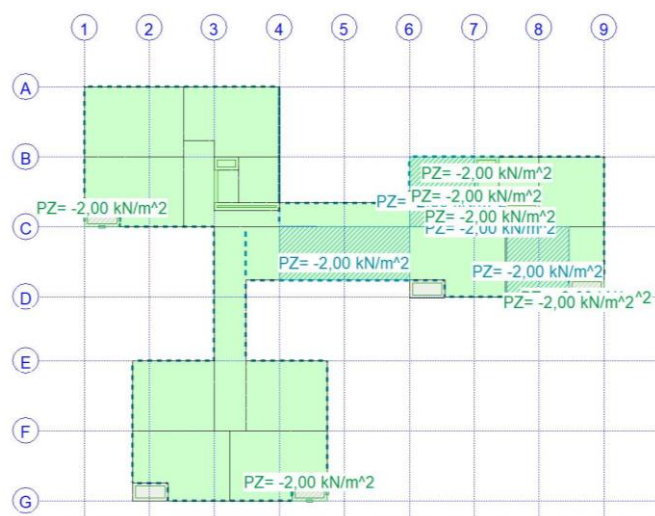 1 2 3 4 5 6 7 8 9
A
B
PZ= -2,00 kN/m^2
PZ= -2,00 kN/m^2
PZ=
PZ= -2,00 kN/m^2
PZ= -2,00 kN/m^2
PZ= -2,00 kN/m^2
C
PZ= -2,00 kN/m^2
PZ= -2,00 kN/m^2
D
PZ= -2,00 kN/m^2
^2
E
F
PZ= -2,00 kN/m^2
G